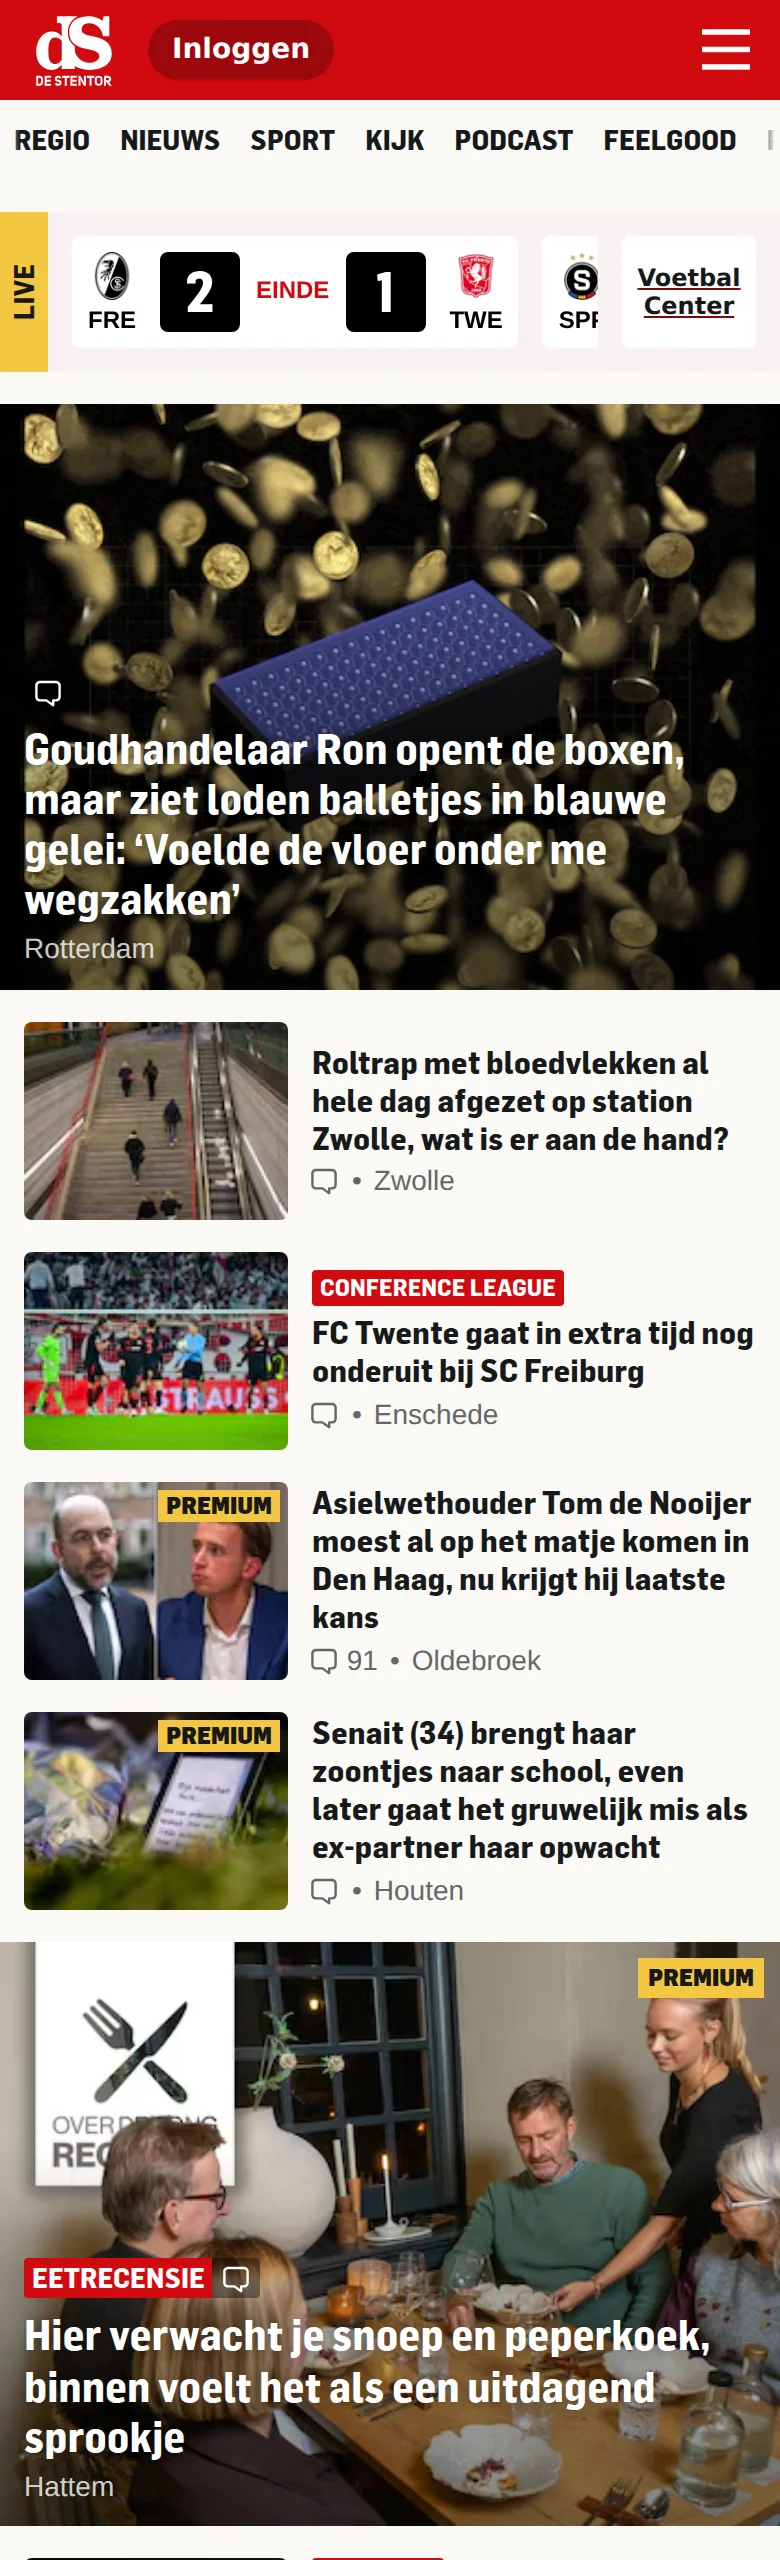 dS
DE STENTOR
Inloggen
REGIO NIEUWS SPORT KIJK PODCAST FEELGOOD
LIVE
FRE 2 EINDE 1 TWE
S
SPF
Voetbal
Center
Goudhandelaar Ron opent de boxen,
maar ziet loden balletjes in blauwe
gelei: ‘Voelde de vloer onder me
wegzakken’
Rotterdam
Roltrap met bloedvlekken al
hele dag afgezet op station
Zwolle, wat is er aan de hand?
• Zwolle
CONFERENCE LEAGUE
FC Twente gaat in extra tijd nog
onderuit bij SC Freiburg
• Enschede
STRAUSS
PREMIUM
Asielwethouder Tom de Nooijer
moest al op het matje komen in
Den Haag, nu krijgt hij laatste
kans
91 • Oldebroek
PREMIUM
Senait (34) brengt haar
zoontjes naar school, even
later gaat het gruwelijk mis als
ex-partner haar opwacht
• Houten
PREMIUM
OVER DE TONG
REG
EETRECENSIE
Hier verwacht je snoep en peperkoek,
binnen voelt het als een uitdagend
sprookje
Hattem